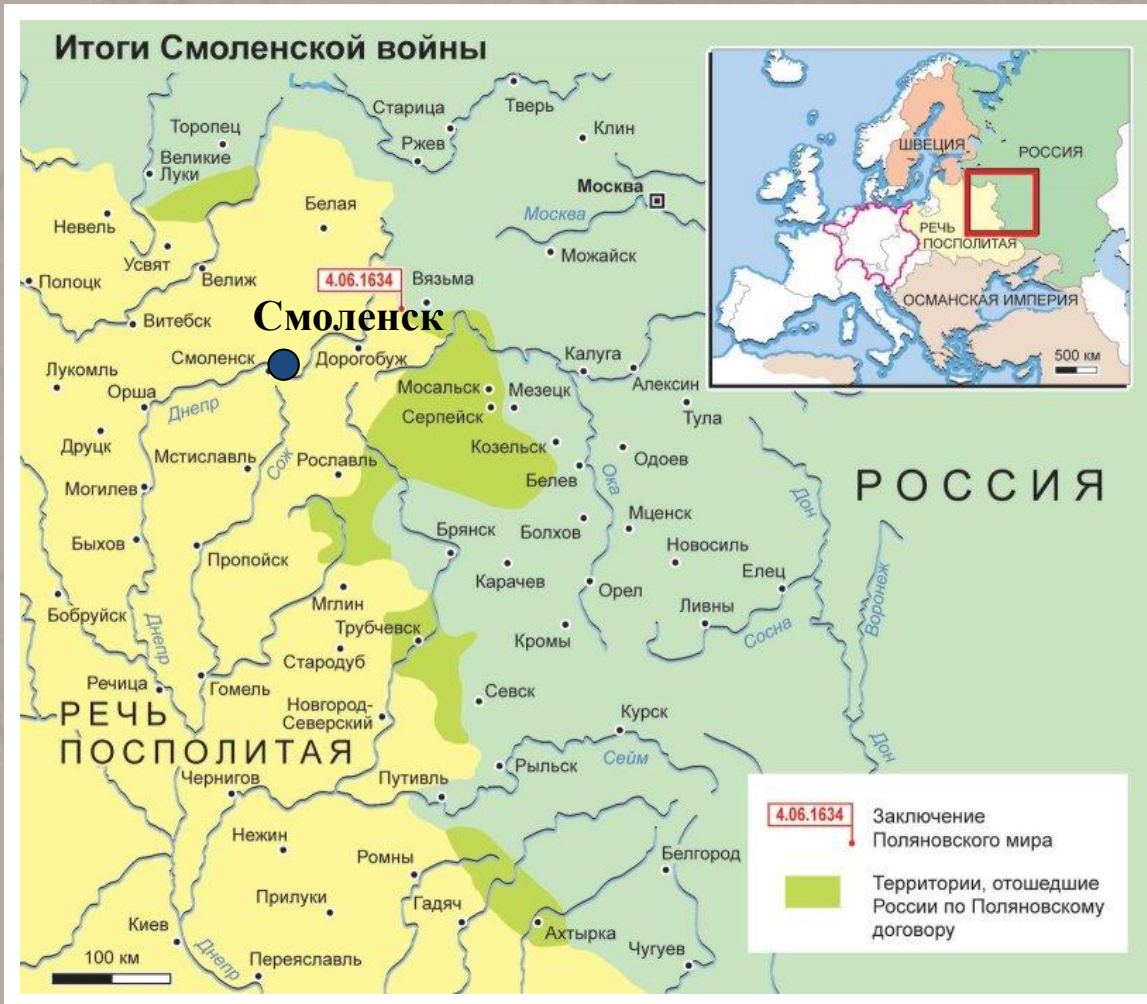 Итоги Смоленской войны
ШВЕЦИЯ
РОССИЯ
РЕЧЬ
ПОСПОЛИТАЯ
ОСМАНСКАЯ ИМПЕРИЯ
500 км
Старица
Тверь
Торопец
Ржев
Клин
Великие
Луки
Москва
Москва
Белая
Невель
Можайск
Усвят
Велиж
Полоцк
4.06.1634
Вязьма
Витебск
Смоленск
Смоленск
Дорогобуж
Калуга
Лукомль
Алексин
Орша
Мосальск
Мезецк
Днепр
Серпейск
Тула
Друцк
Козельск
Одоев
Мстиславль
Сож
Рославль
Белев
Ока
РОССИЯ
Могилев
Дон
Мценск
Брянск
Болхов
Быхов
Пропойск
Новосиль
Карачев
Елец
Орел
Воронеж
Мглин
Ливны
Бобруйск
Днепр
Трубчевск
Кромы
Сосна
Стародуб
Речица
Гомель
Севск
Новгород-
Северский
РЕЧЬ
ПОСПОЛИТАЯ
Курск
Дон
Сейм
Рыльск
Чернигов
Путивль
4.06.1634
Заключение
Поляновского мира
Нежин
Ромны
Белгород
Территории, отошедшие
России по Поляновскому
договору
Прилуки
Гадяч
Киев
Ахтырка
Чугуев
Днепр
Переяславль
100 км